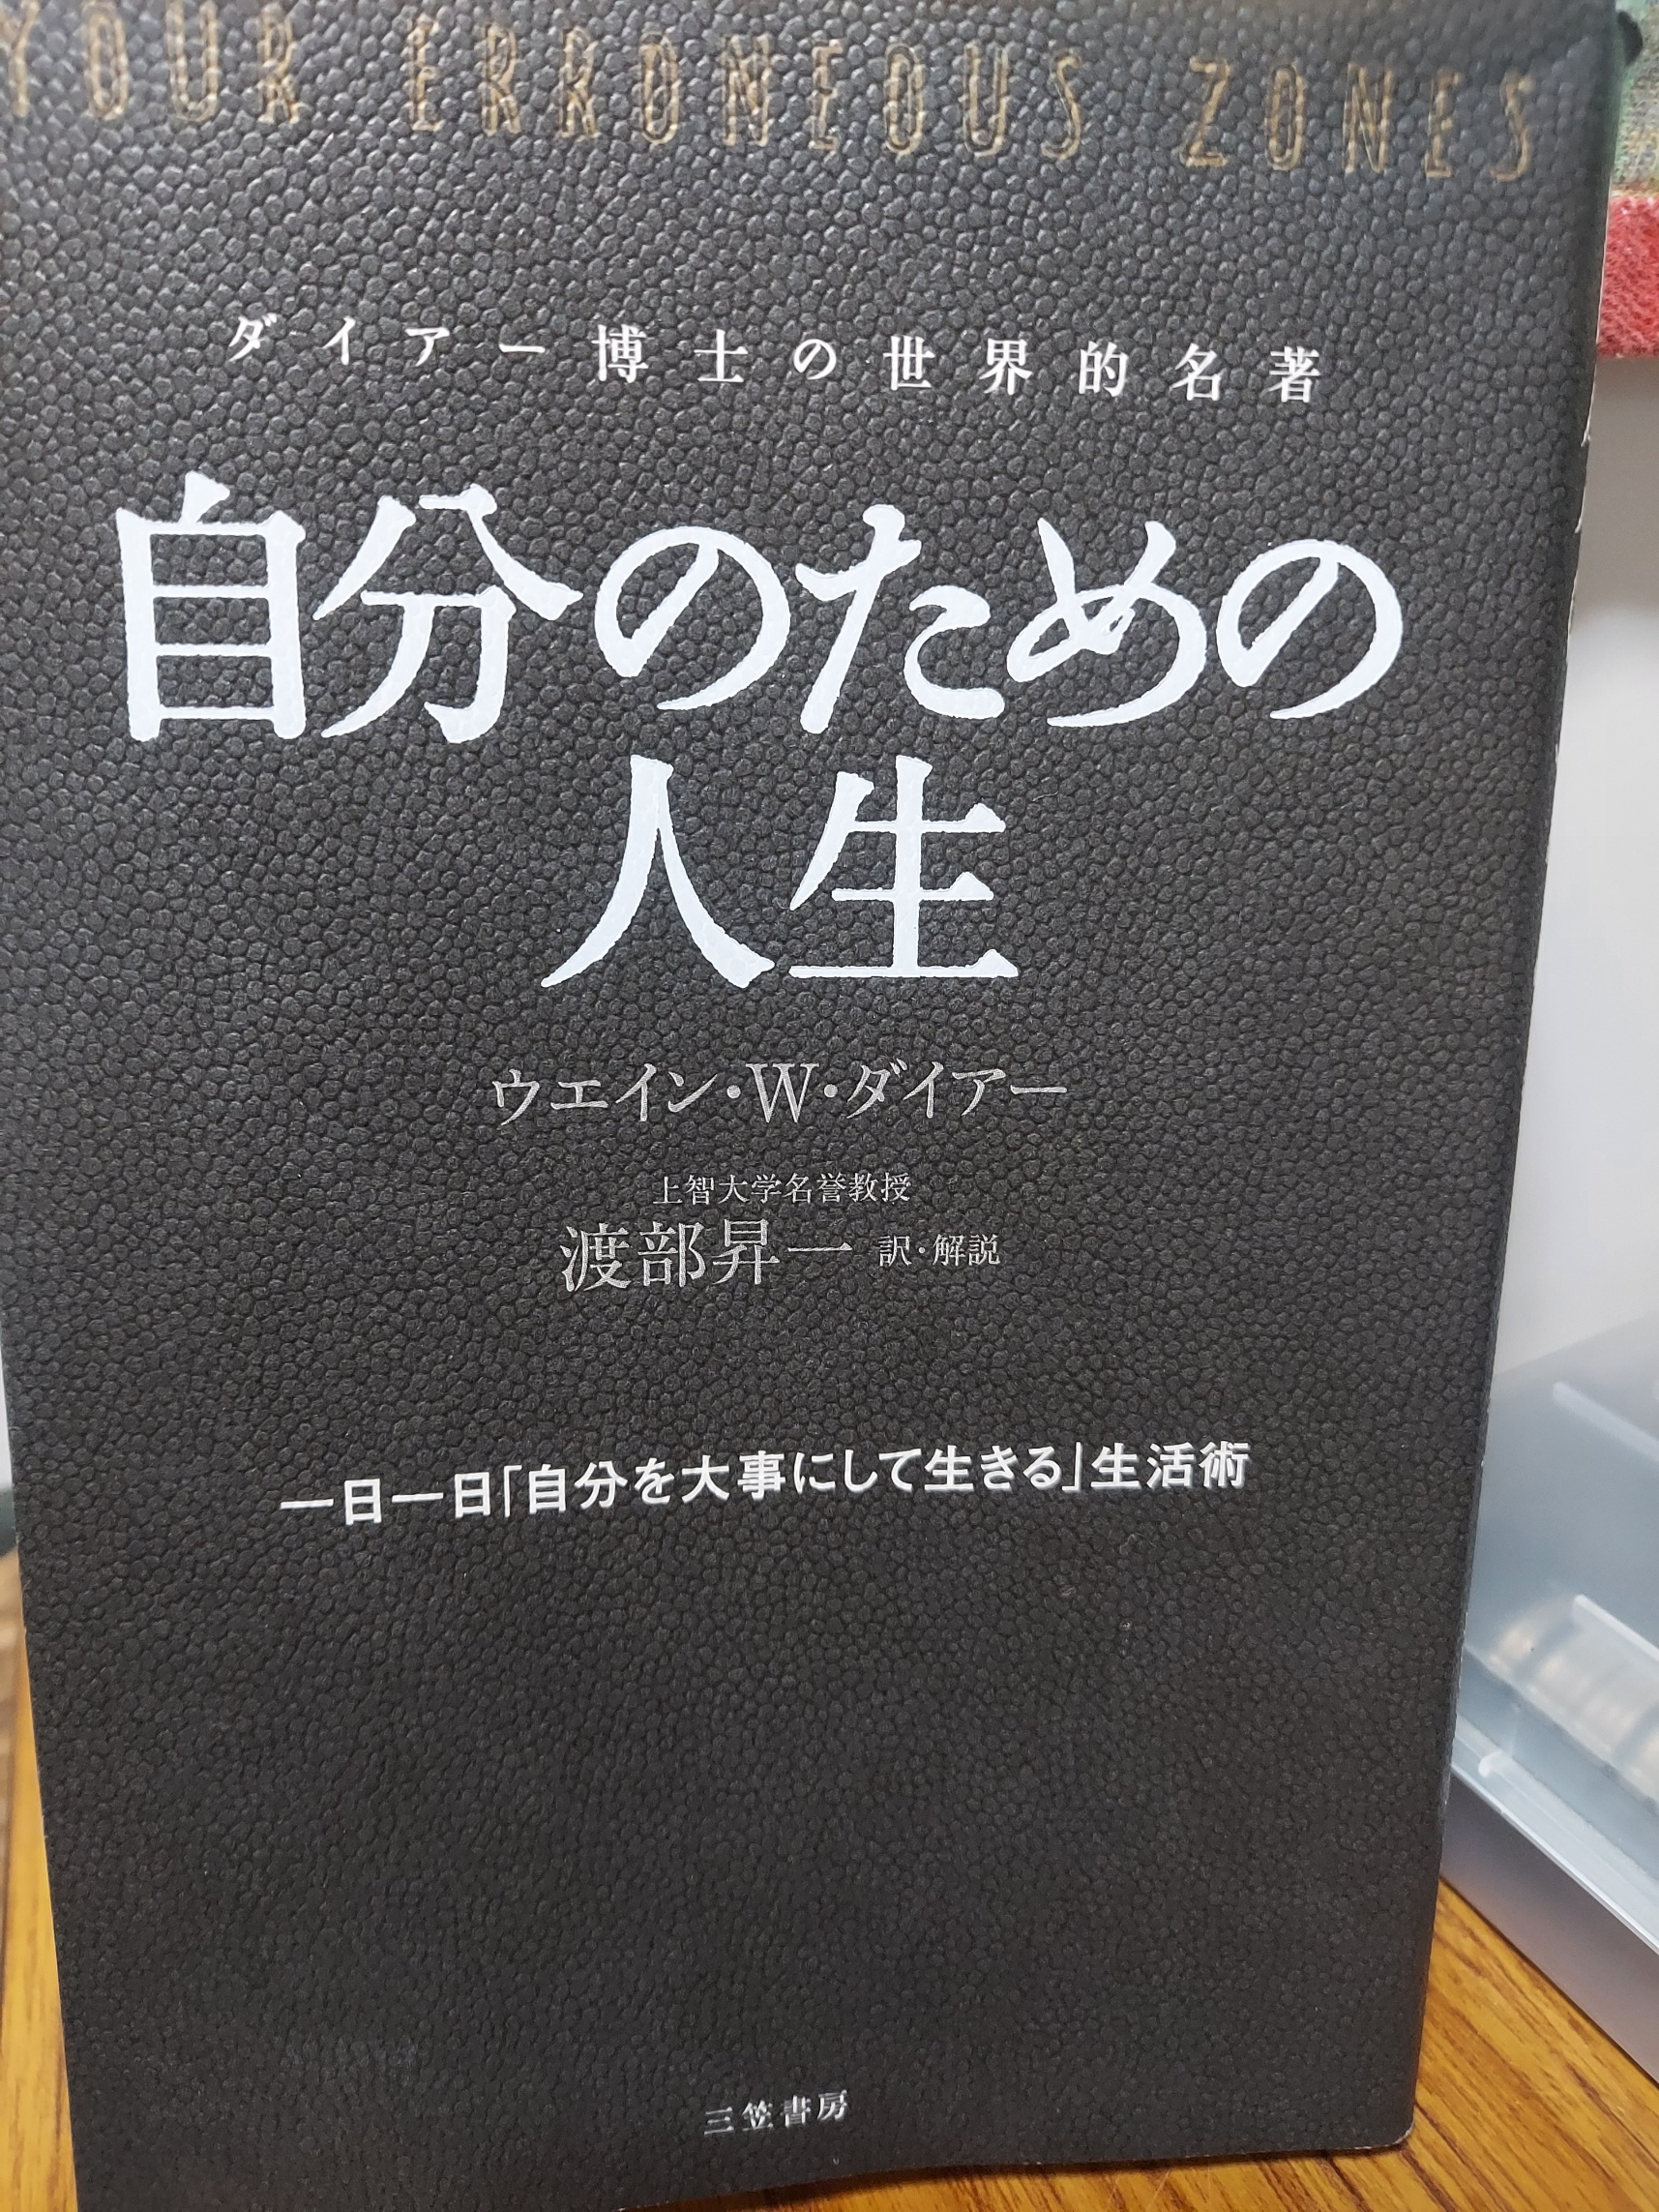 YOUR ERRONEOUS ZONES
ダイアー博士の世界的名著
自分のための
人生
ウエイン・W・ダイアー
上智大学名誉教授
渡部昇一 訳・解説
一日一日「自分を大事にして生きる」生活術
三笠書房